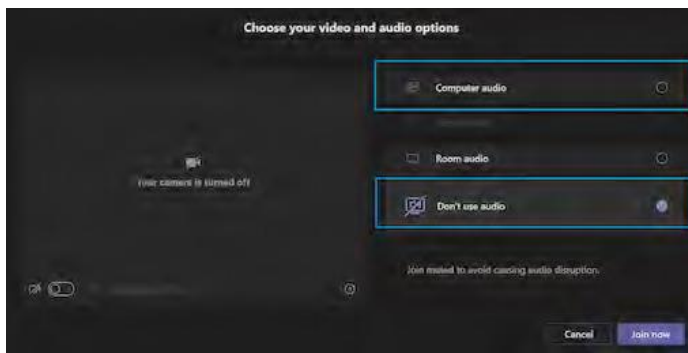 Choose your video and audio options
Computer audio
Your camera is turned off
Room audio
Don't use audio
Join muted to avoid causing audio disruption.
Cancel
Join now